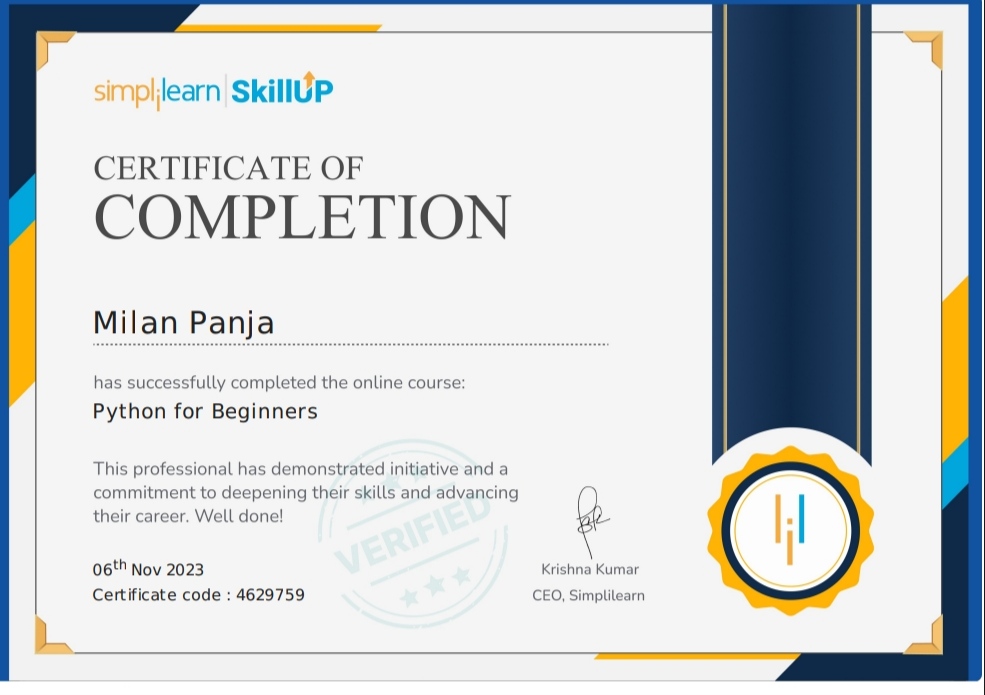 simplilearn | SkillUP
CERTIFICATE OF
COMPLETION
Milan Panja
has successfully completed the online course:
Python for Beginners
This professional has demonstrated initiative and a
commitment to deepening their skills and advancing
their career. Well done!
VERIFIED
06th Nov 2023
Certificate code : 4629759
Krishna Kumar
CEO, Simplilearn